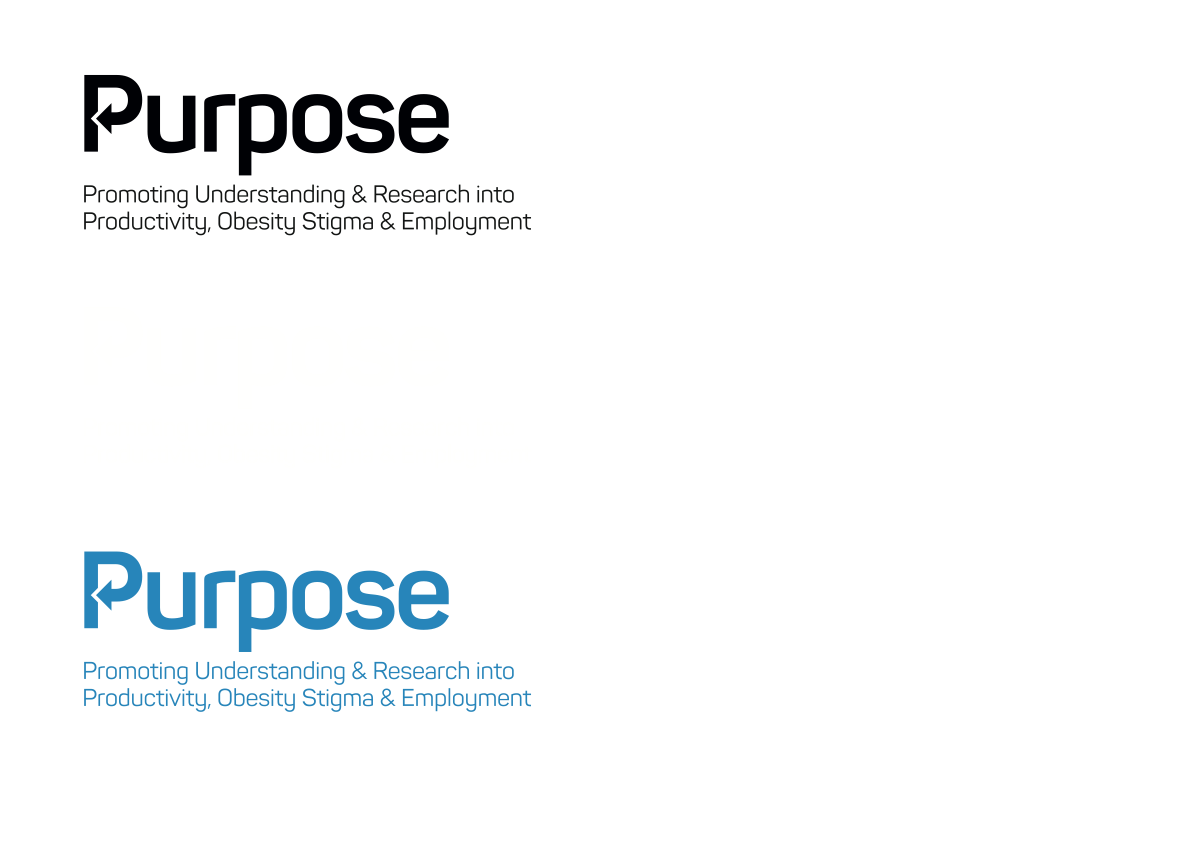 Purpose
Promoting Understanding & Research into
Productivity, Obesity Stigma & Employment
Purpose
Promoting Understanding & Research into
Productivity, Obesity Stigma & Employment